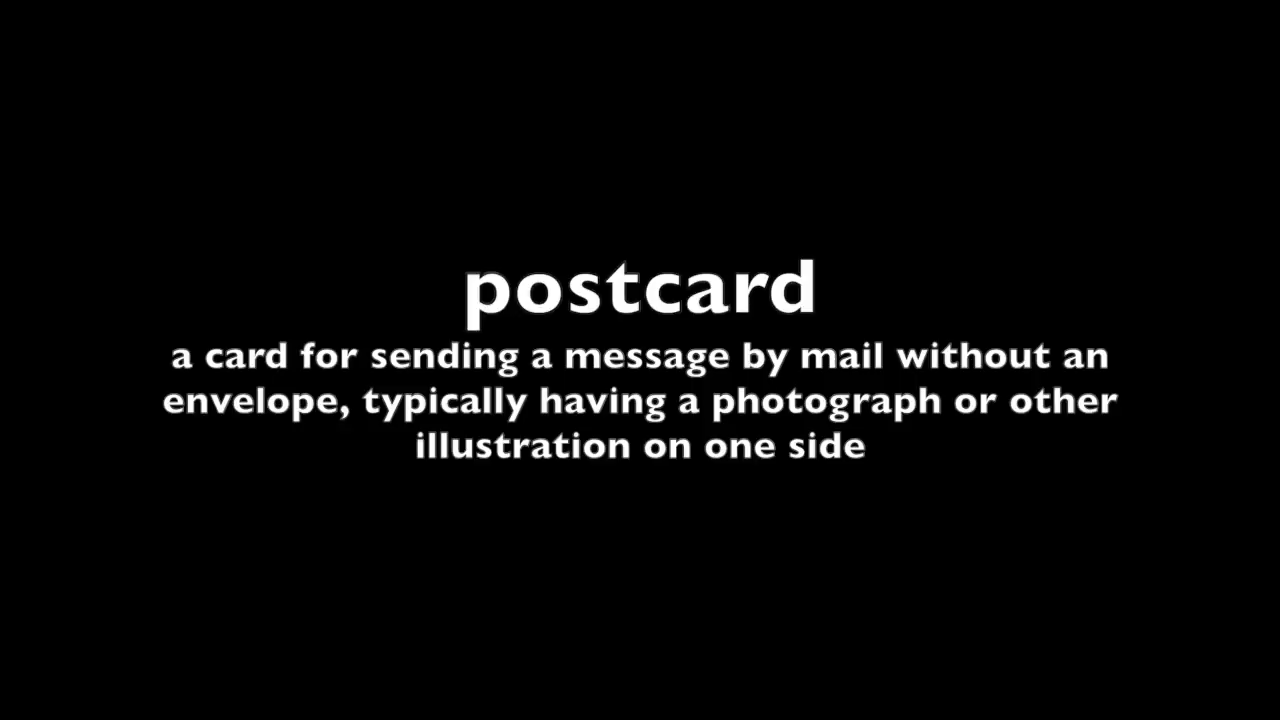 postcard
a card for sending a message by mail without an
envelope, typically having a photograph or other
illustration on one side